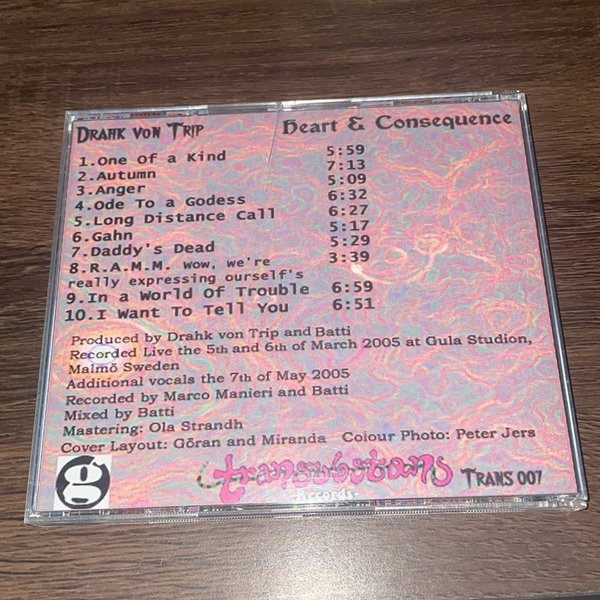 Drahk von Trip Heart & Consequence
1.One Of a Kind 5:59
2.Autumn 7:13
3.Anger 5:09
4.Ode To a Godess 6:32
5.Long Distance Call 6:27
6.Gahn 5:17
7.Daddy's Dead 5:29
8.R.A.M.M. wow, we're 3:39
really expressing ourself's
9.In a World Of Trouble 6:59
10.I Want To Tell You 6:51
Produced by Drahk von Trip and Batti
Recorded Live the 5th and 6th of March 2005 at Gula Studion,
Malmö Sweden
Additional vocals the 7th of May 2005
Recorded by Marco Manieri and Batti
Mixed by Batti
Mastering: Ola Strandh
Cover Layout: Göran and Miranda Colour Photo: Peter Jers
g transubstans Trans 007
Records